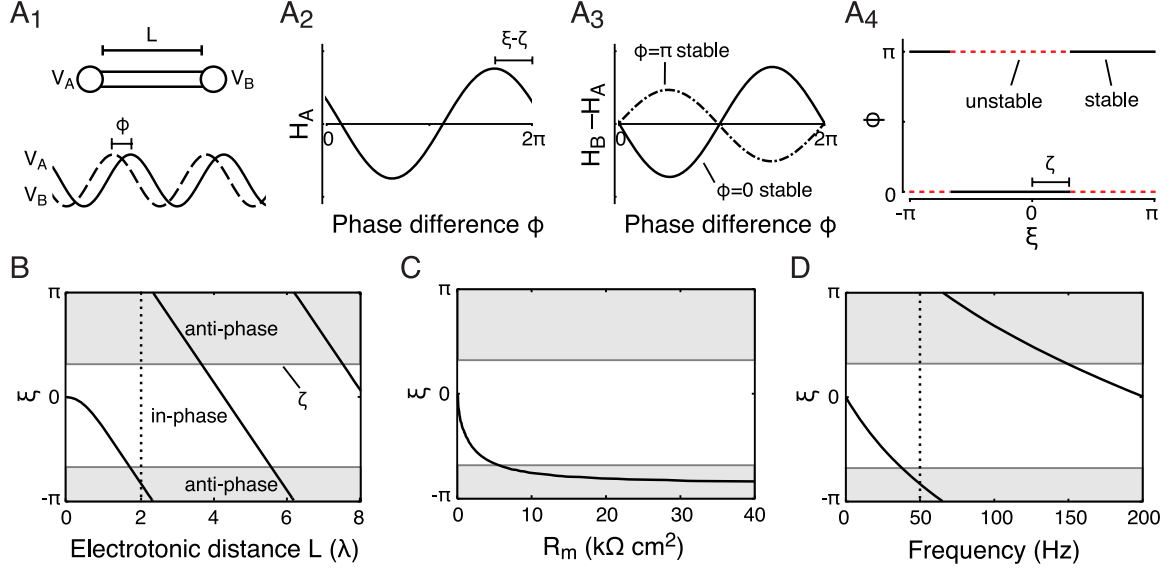 A1
L
VA
VB
ϕ
VA
VB
A2
ξ-ζ
HA
0
2π
Phase difference ϕ
A3
ϕ=π stable
HB–HA
0
2π
ϕ=0 stable
Phase difference ϕ
A4
π
unstable
stable
ϕ
ζ
0
-π
0
π
ξ
B
π
anti-phase
ζ
ξ
0
in-phase
anti-phase
-π
0
2
4
6
8
Electrotonic distance L (λ)
C
π
ξ
0
-π
0
10
20
30
40
Rm (kΩ cm²)
D
π
ξ
0
-π
0
50
100
150
200
Frequency (Hz)